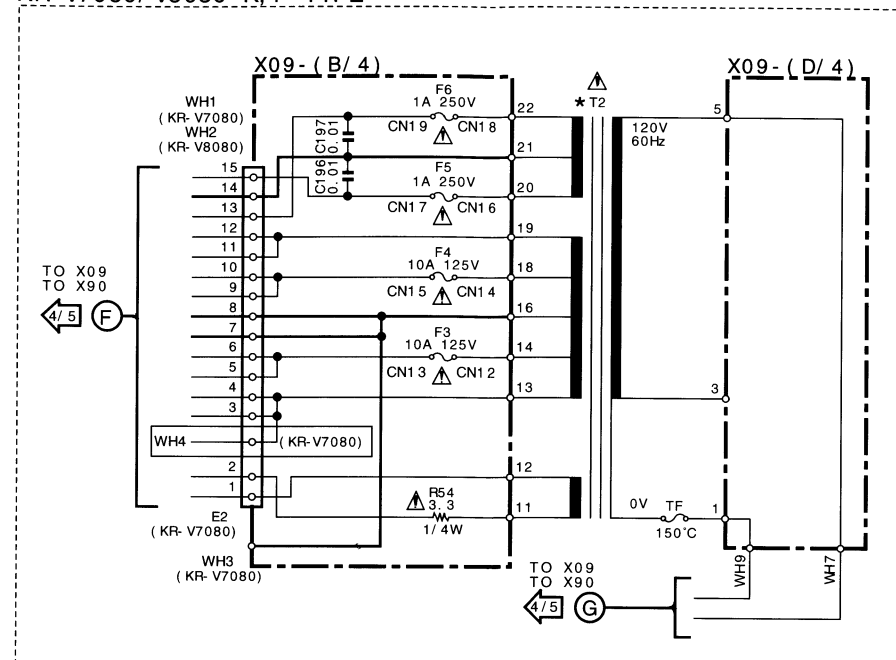 X09-(B/4)
X09-(D/4)
WH1
(KR-V7080)
WH2
(KR-V8080)
F6
1A 250V
CN19
CN18
22
* T2
5
120V
60Hz
C197
0.01
21
C196
0.01
F5
1A 250V
CN17
CN16
20
15
14
13
12
11
10
9
8
7
6
5
4
3
2
1
19
F4
10A 125V
18
CN15
CN14
16
F3
10A 125V
14
CN13
CN12
13
3
TO X09
TO X90
4/5
F
WH4
(KR-V7080)
12
R54
3.3
1/4W
11
0V
TF
150°C
1
E2
(KR-V7080)
WH3
(KR-V7080)
WH9
WH7
TO X09
TO X90
4/5
G